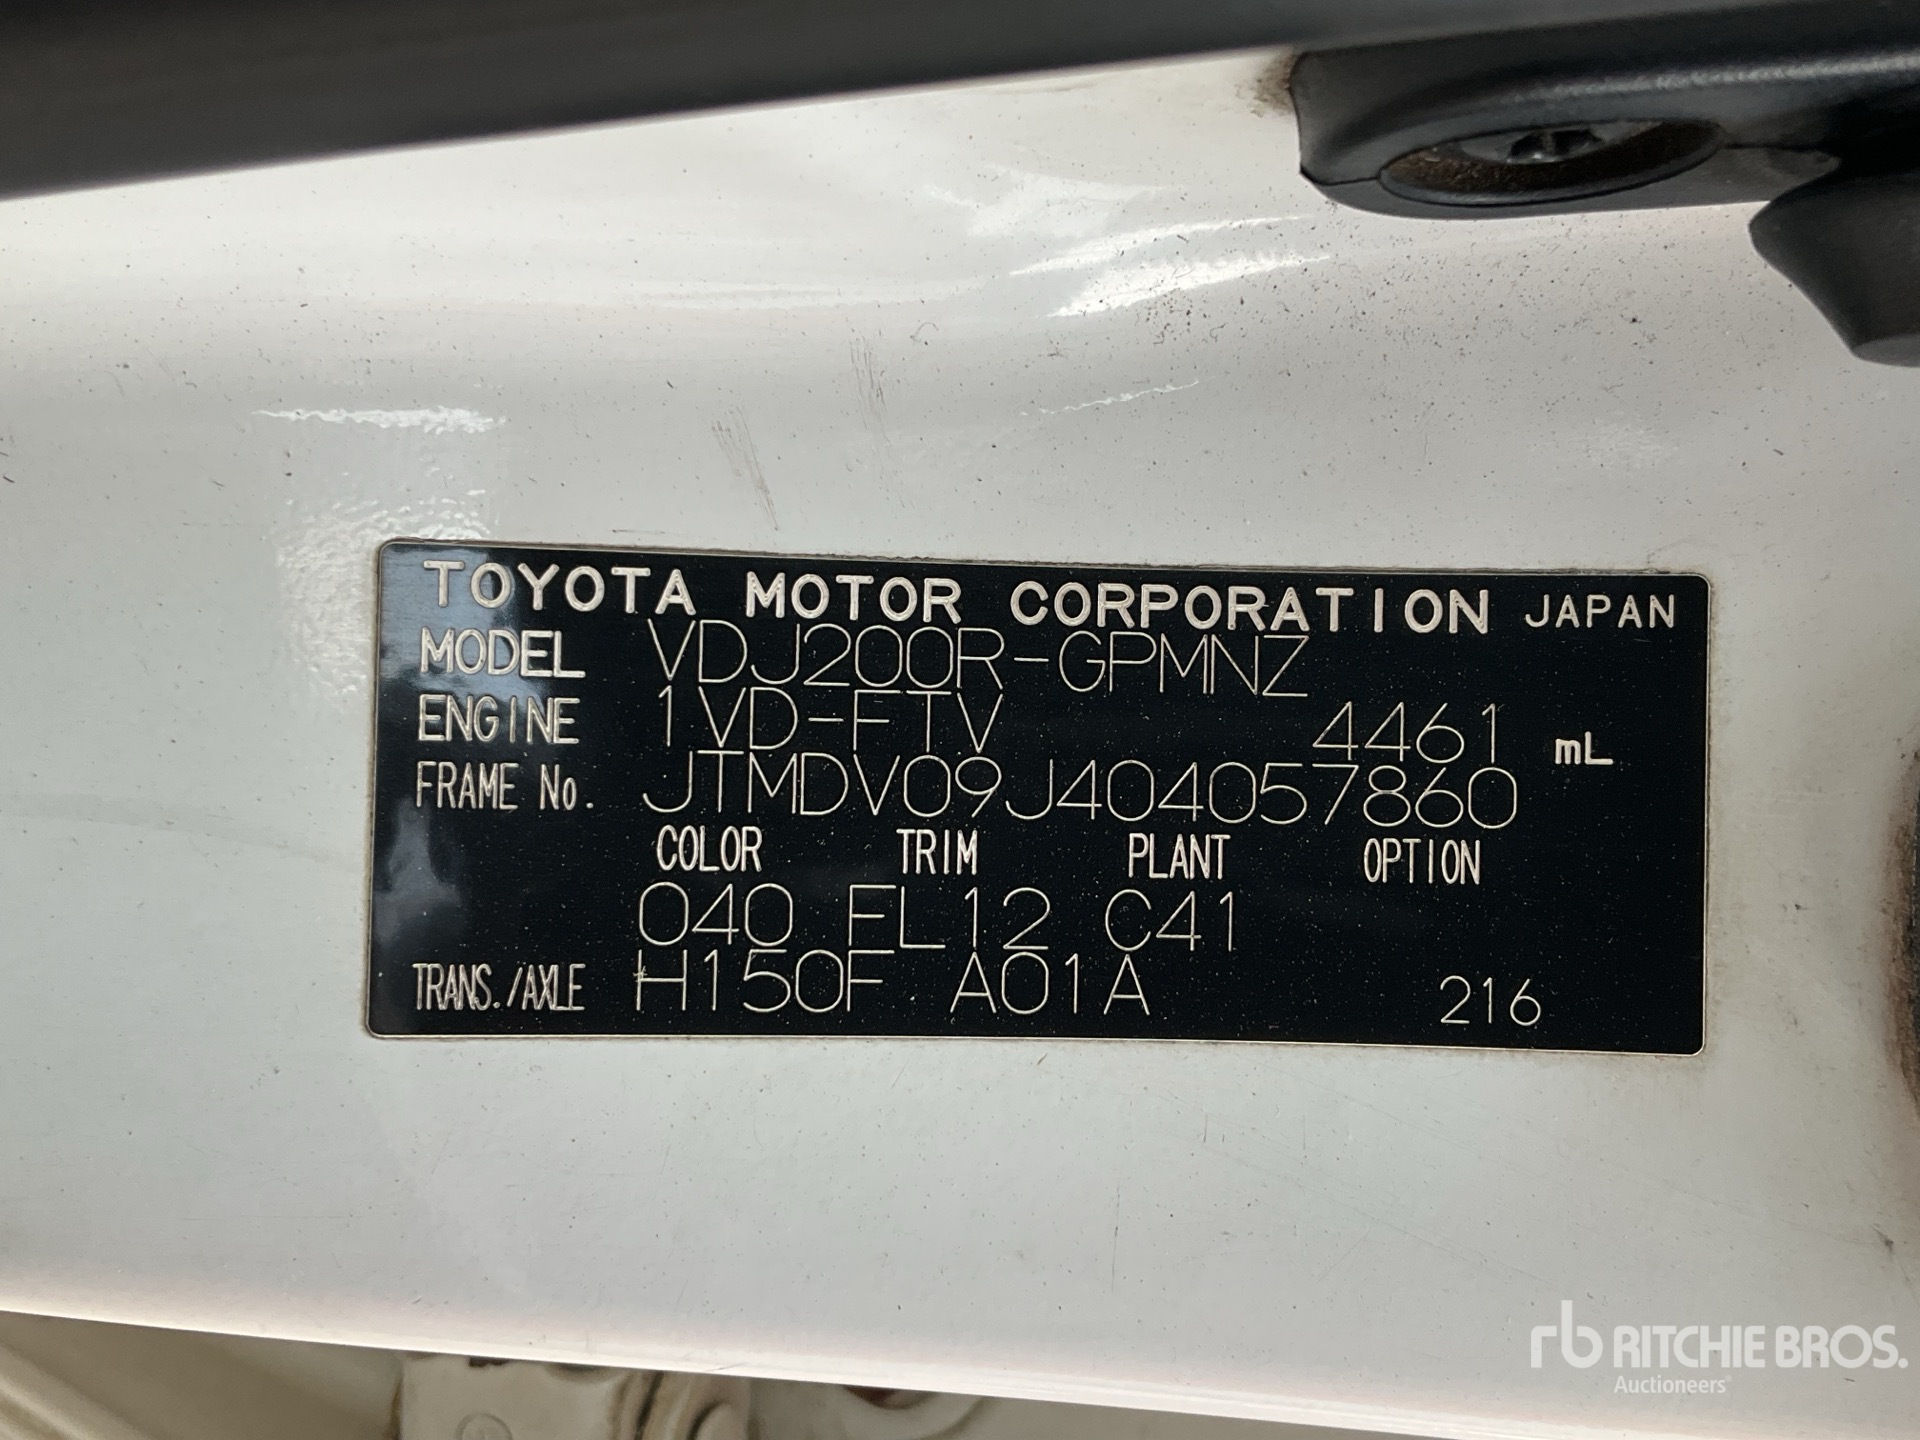 TOYOTA MOTOR CORPORATION JAPAN
MODEL VDJ200R-GPMNZ
ENGINE 1VD-FTV 4461 mL
FRAME No. JTMDV09J404057860
COLOR TRIM PLANT OPTION
040 FL12 C41
TRANS./AXLE H150F A01A 216
rb RITCHIE BROS.
Auctioneers